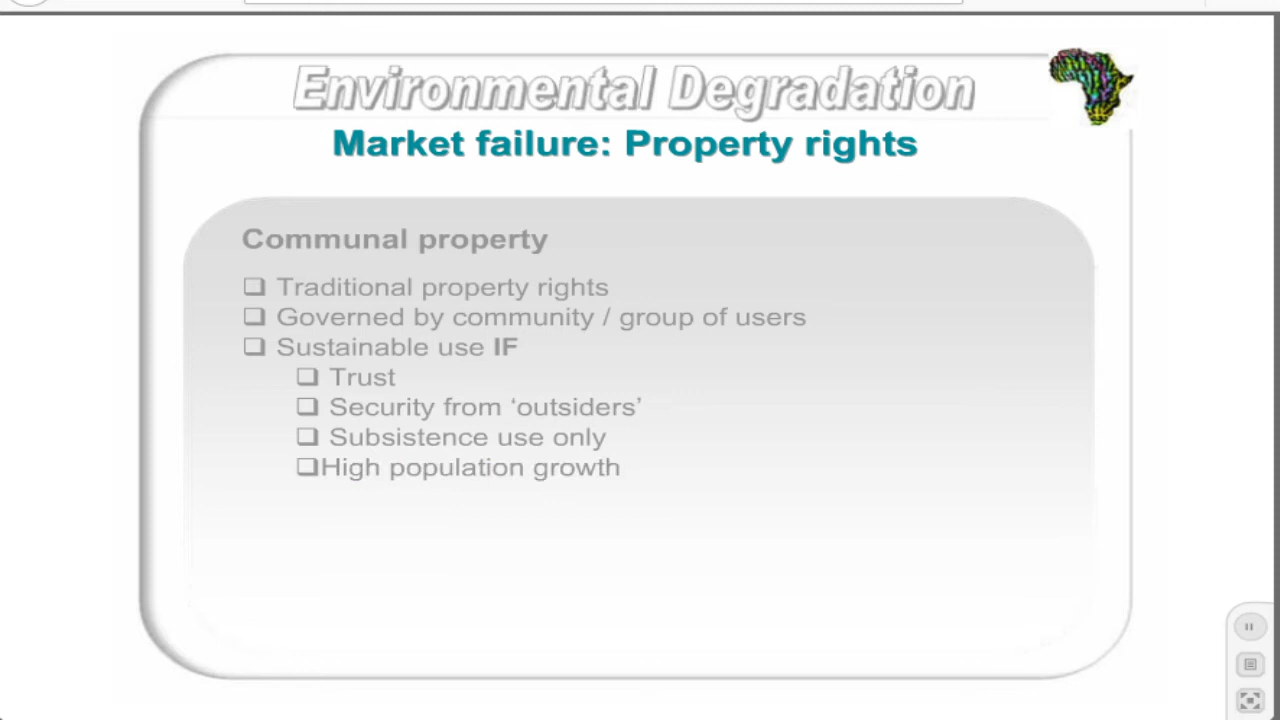 Environmental Degradation
Market failure: Property rights
Communal property
❑ Traditional property rights
❑ Governed by community / group of users
❑ Sustainable use IF
❑ Trust
❑ Security from ‘outsiders’
❑ Subsistence use only
❑High population growth